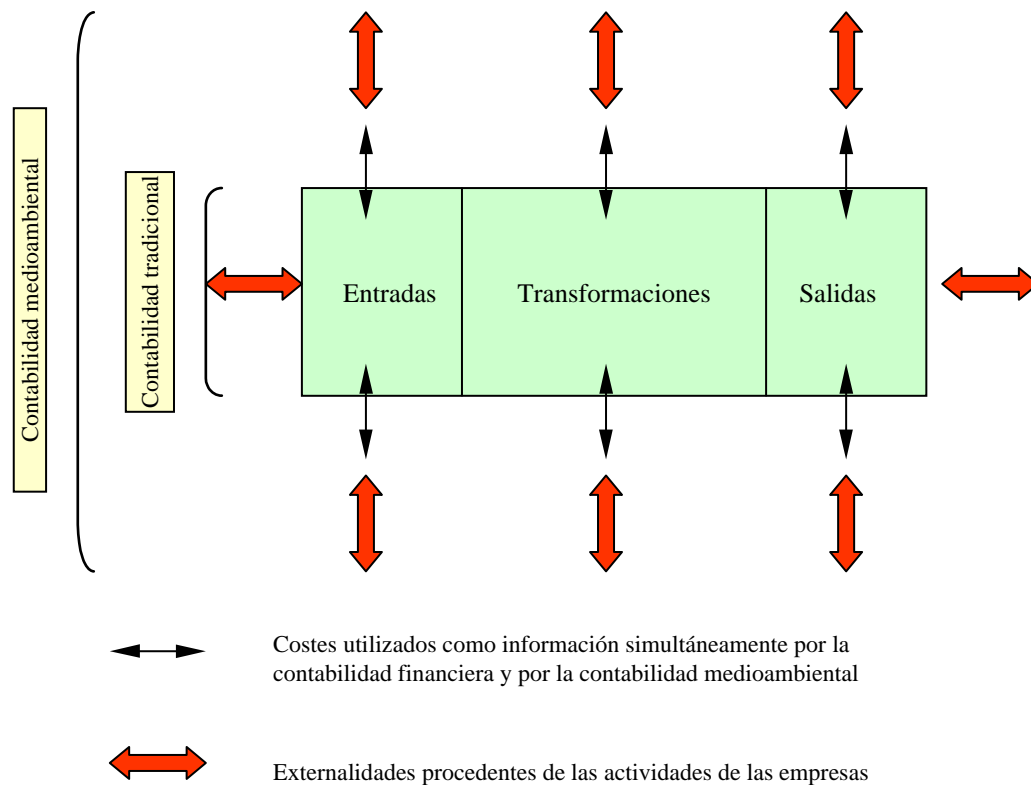 Contabilidad medioambiental
Contabilidad tradicional
Entradas
Transformaciones
Salidas
Costes utilizados como información simultáneamente por la
contabilidad financiera y por la contabilidad medioambiental
Externalidades procedentes de las actividades de las empresas